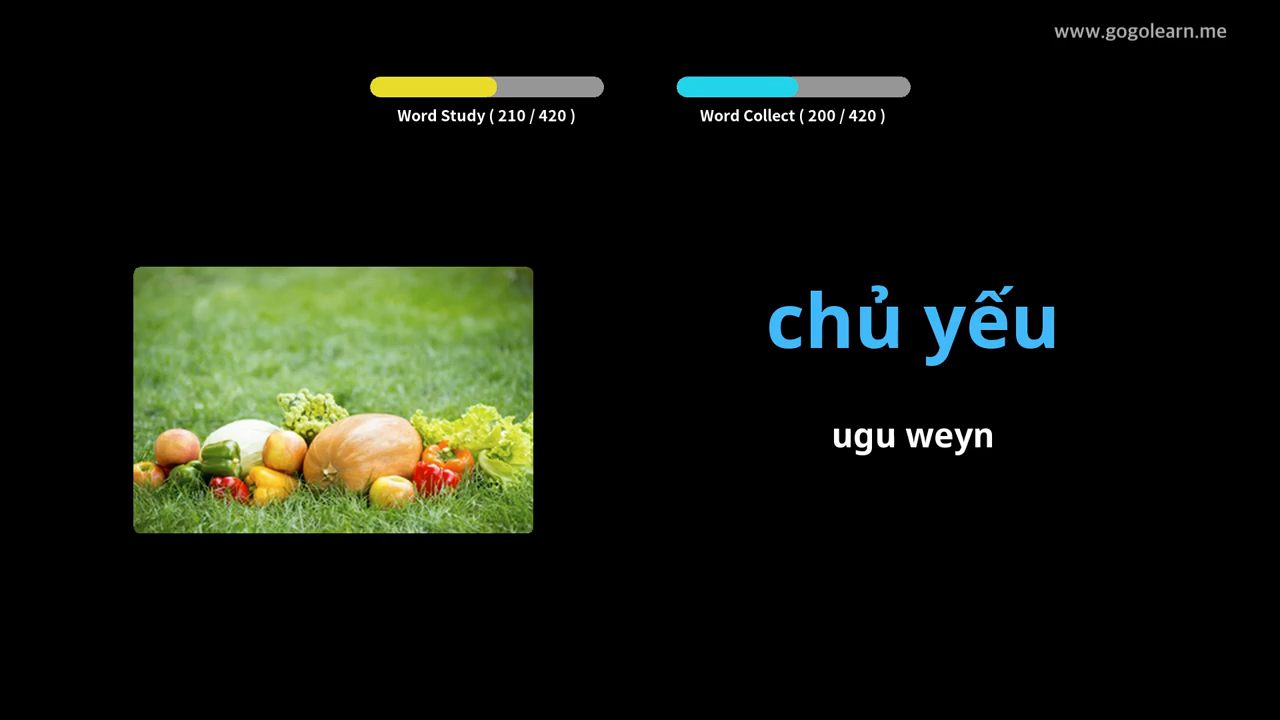 www.gogolearn.me
Word Study ( 210 / 420 )
Word Collect ( 200 / 420 )
chủ yếu
ugu weyn